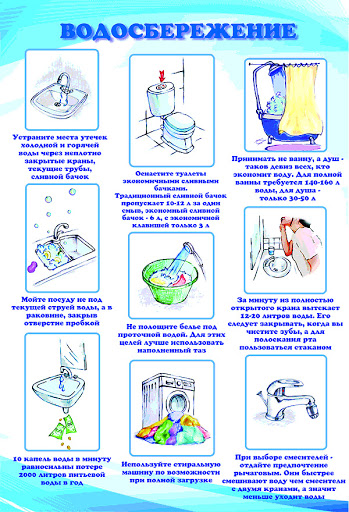 ВОДОСБЕРЕЖЕНИЕ
Устраните места утечек
холодной и горячей
воды через неплотно
закрытые краны,
текущие трубы,
сливной бачок
Оснастите туалеты
экономичными сливными
бачками.
Традиционный сливной бачок
пропускает 10-12 л за один
смыв, экономный сливной
бачок - 6 л, с экономичной
клавишей только 3 л
Принимать не ванну, а душ -
таков девиз всех, кто
экономит воду. Для полной
ванны требуется 140-160 л
воды, для душа -
только 30-50 л
Мойте посуду не под
текущей струей воды, а в
раковине, закрыв
отверстие пробкой
Не полощите белье под
проточной водой. Для этих
целей лучше использовать
наполненный таз
За минуту из полностью
открытого крана вытекает
12-20 литров воды. Его
следует закрывать, когда вы
чистите зубы, а для
полоскания рта
пользоваться стаканом
10 капель воды в минуту
равносильны потере
2000 литров питьевой
воды в год
Используйте стиральную
машину по возможности
при полной загрузке
При выборе смесителей -
отдайте предпочтение
рычаговым. Они быстрее
смешивают воду чем смесители
с двумя кранами, а значит
меньше уходит воды